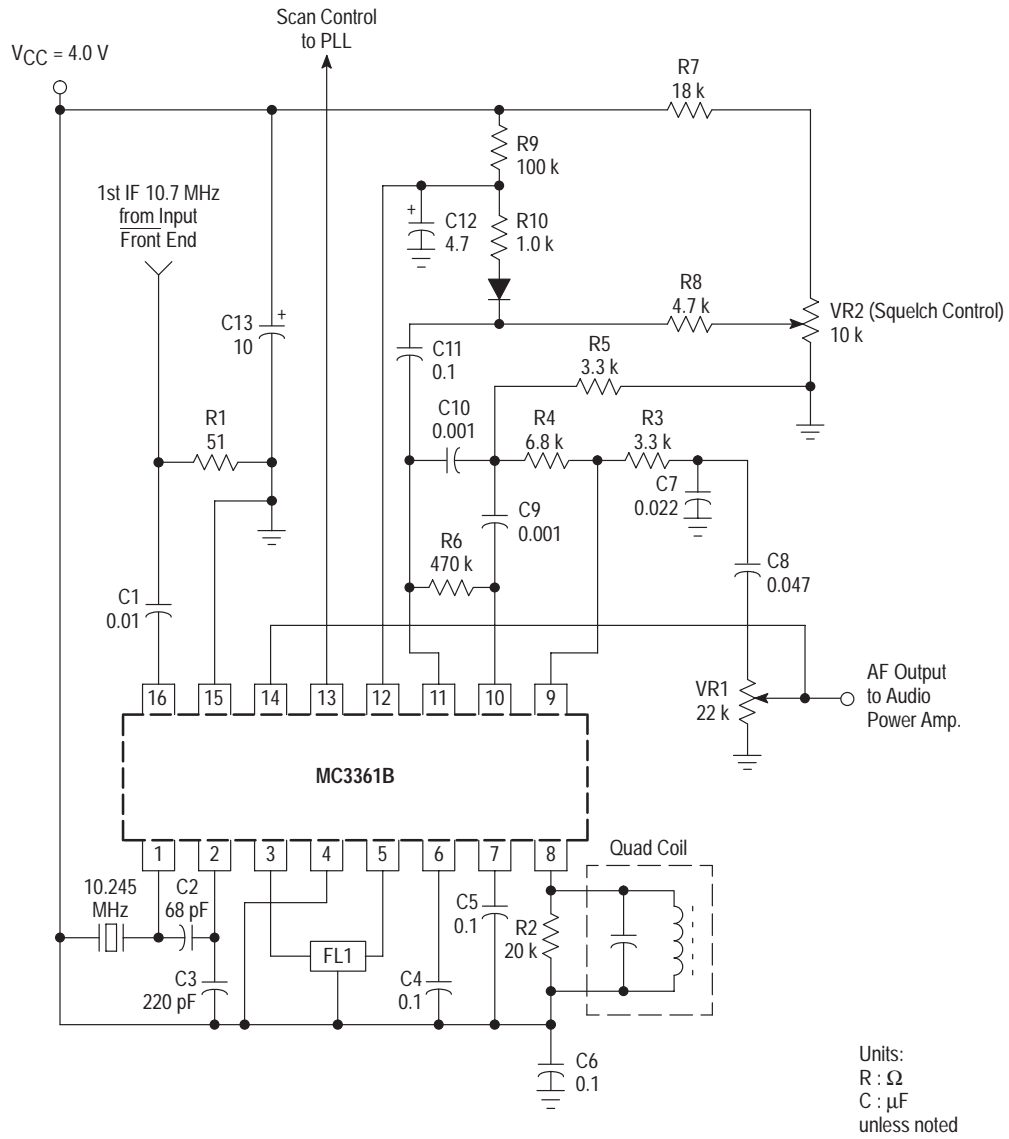 Scan Control
to PLL
VCC = 4.0 V
R7
18 k
R9
100 k
1st IF 10.7 MHz
from Input
Front End
+
C12
4.7
R10
1.0 k
R8
4.7 k
VR2 (Squelch Control)
10 k
C13
10
+
C11
0.1
R5
3.3 k
R1
51
C10
0.001
R4
6.8 k
R3
3.3 k
C7
0.022
C9
0.001
R6
470 k
C8
0.047
C1
0.01
AF Output
to Audio
Power Amp.
VR1
22 k
16 15 14 13 12 11 10 9
MC3361B
1 2 3 4 5 6 7 8
Quad Coil
10.245
MHz
C2
68 pF
C5
0.1
R2
20 k
FL1
C3
220 pF
C4
0.1
C6
0.1
Units:
R : Ω
C : µF
unless noted